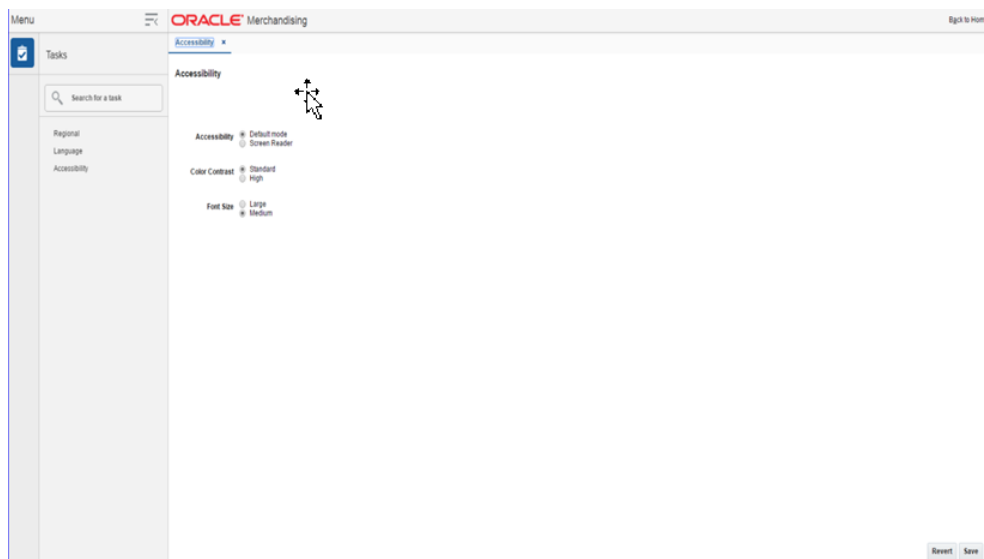 Menu
ORACLE® Merchandising
Back to Hom
Tasks
Search for a task
Regional
Language
Accessibility
Accessibility ×
Accessibility
Accessibility
Default mode
Screen Reader
Color Contrast
Standard
High
Font Size
Large
Medium
Revert Save